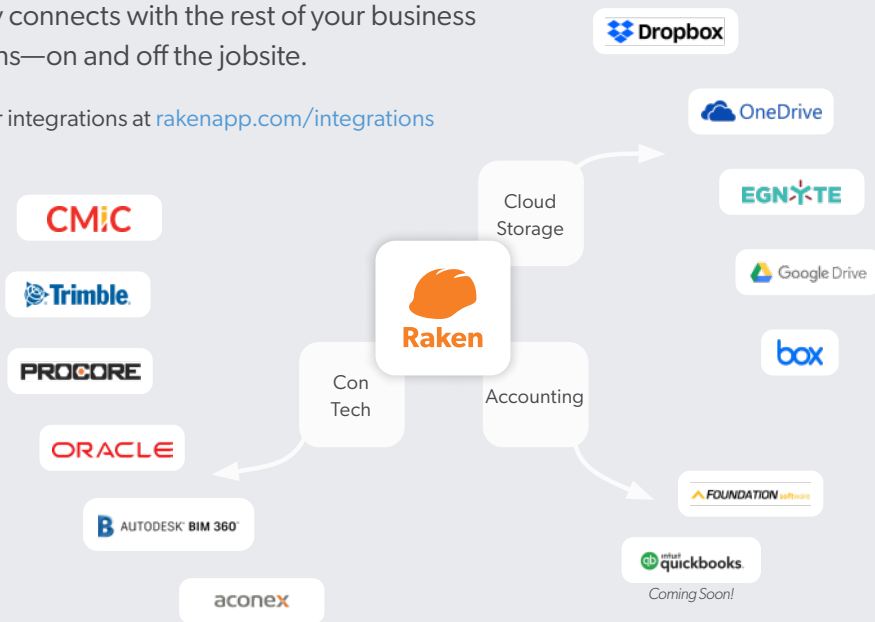 y connects with the rest of your business
ns—on and off the jobsite.
r integrations at rakenapp.com/integrations
Dropbox
OneDrive
EGNYTE
Google Drive
box
Cloud
Storage
CMiC
Trimble.
PROCORE
ORACLE
B AUTODESK® BIM 360™
aconex
Raken
Con
Tech
Accounting
FOUNDATION software
qb intuit quickbooks.
Coming Soon!